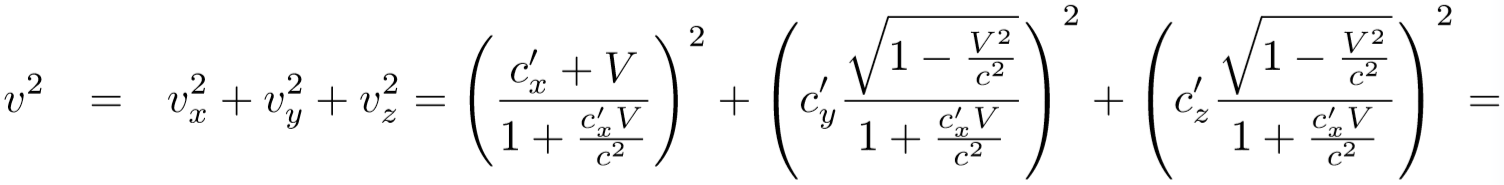 v^2 = v_x^2 + v_y^2 + v_z^2 = \left( \frac{c'_x + V}{1 + \frac{c'_x V}{c^2}} \right)^2 + \left( c'_y \frac{\sqrt{1 - \frac{V^2}{c^2}}}{1 + \frac{c'_x V}{c^2}} \right)^2 + \left( c'_z \frac{\sqrt{1 - \frac{V^2}{c^2}}}{1 + \frac{c'_x V}{c^2}} \right)^2 =